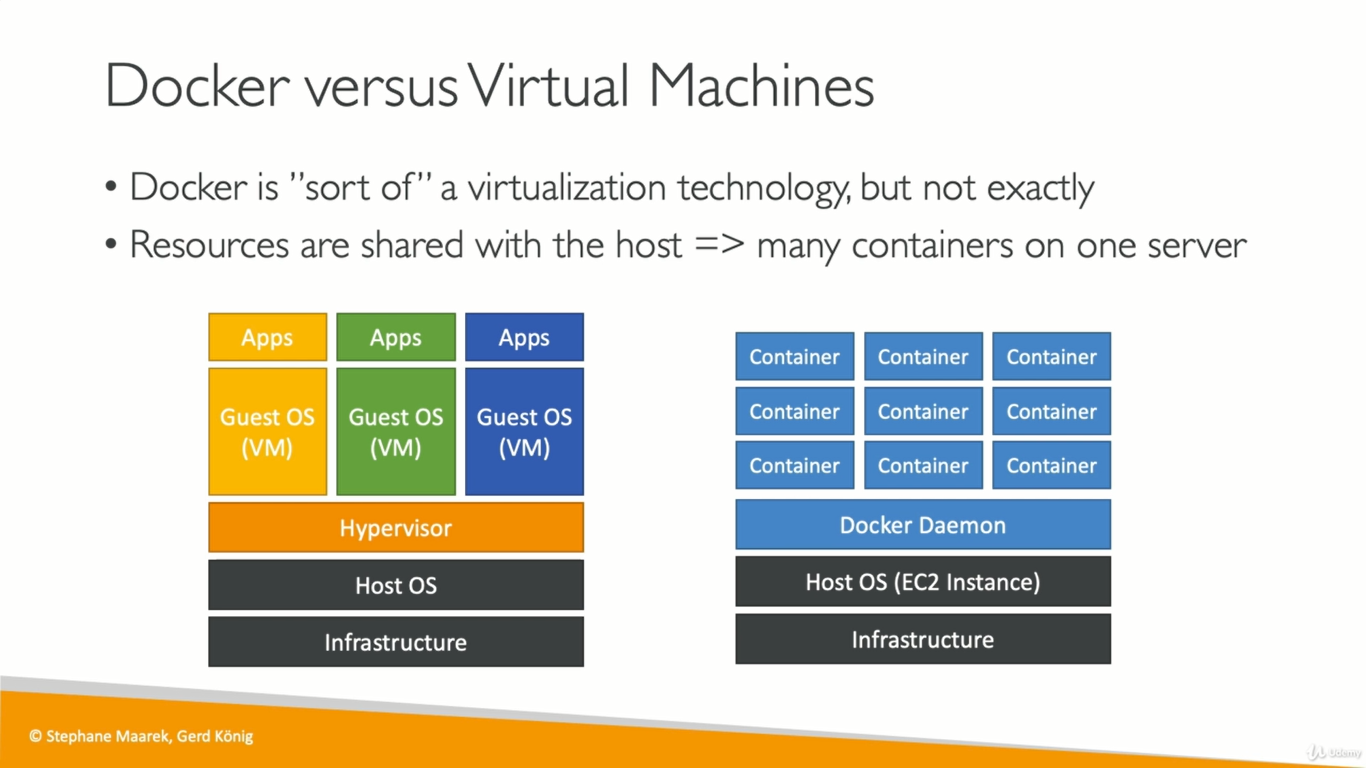 Docker versus Virtual Machines
• Docker is ”sort of” a virtualization technology, but not exactly
• Resources are shared with the host => many containers on one server
Apps
Apps
Apps
Guest OS
(VM)
Guest OS
(VM)
Guest OS
(VM)
Hypervisor
Host OS
Infrastructure
Container
Container
Container
Container
Container
Container
Container
Container
Container
Docker Daemon
Host OS (EC2 Instance)
Infrastructure
© Stephane Maarek, Gerd König
Udemy